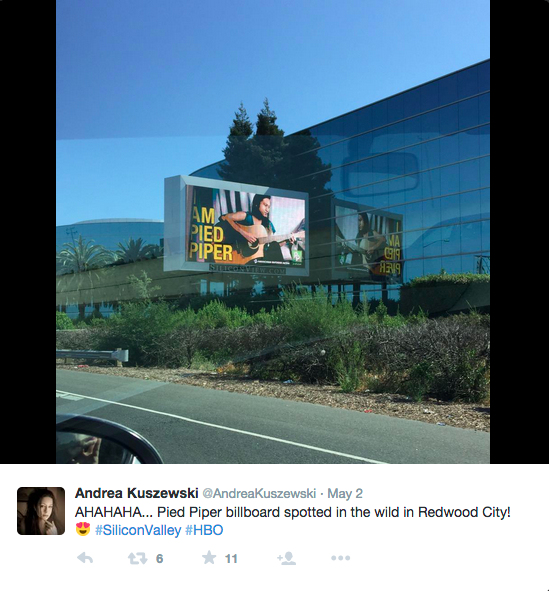 I AM
PIED
PIPER
Andrea Kuszewski @AndreaKuszewski · May 2
AHAHAHA... Pied Piper billboard spotted in the wild in Redwood City!
😍 #SiliconValley #HBO
6
11